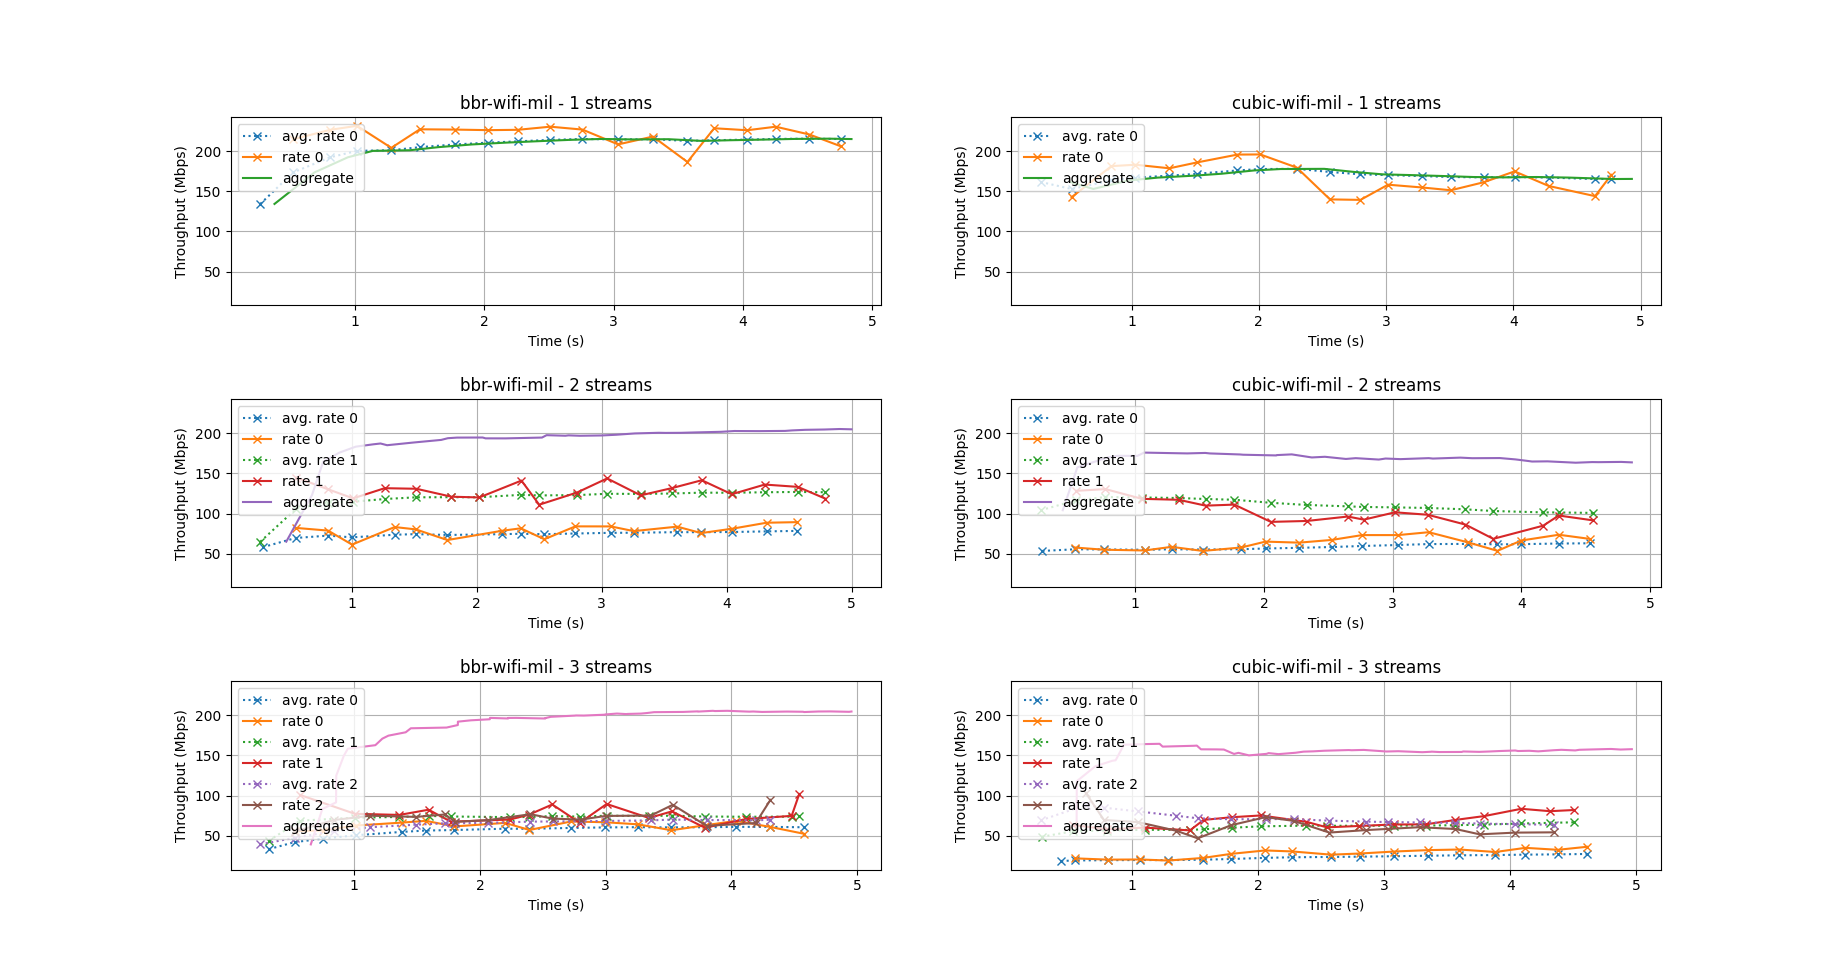 bbr-wifi-mil - 1 streams
Throughput (Mbps)
200
150
100
50
avg. rate 0
rate 0
aggregate
1 2 3 4 5
Time (s)
cubic-wifi-mil - 1 streams
Throughput (Mbps)
200
150
100
50
avg. rate 0
rate 0
aggregate
1 2 3 4 5
Time (s)
bbr-wifi-mil - 2 streams
Throughput (Mbps)
200
150
100
50
avg. rate 0
rate 0
avg. rate 1
rate 1
aggregate
1 2 3 4 5
Time (s)
cubic-wifi-mil - 2 streams
Throughput (Mbps)
200
150
100
50
avg. rate 0
rate 0
avg. rate 1
rate 1
aggregate
1 2 3 4 5
Time (s)
bbr-wifi-mil - 3 streams
Throughput (Mbps)
200
150
100
50
avg. rate 0
rate 0
avg. rate 1
rate 1
avg. rate 2
rate 2
aggregate
1 2 3 4 5
Time (s)
cubic-wifi-mil - 3 streams
Throughput (Mbps)
200
150
100
50
avg. rate 0
rate 0
avg. rate 1
rate 1
avg. rate 2
rate 2
aggregate
1 2 3 4 5
Time (s)